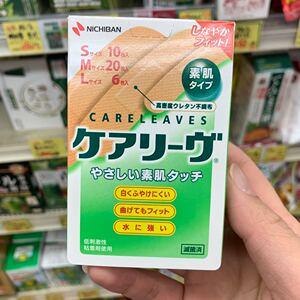 NICHIBAN
しなやか
フィット!
Sサイズ 10枚
Mサイズ 20枚
Lサイズ 6枚入
素肌
タイプ
高密度ウレタン不織布
CARELEAVES
ケアリーヴ®
やさしい素肌タッチ
白くふやけにくい
曲げてもフィット
水に強い
低刺激性
粘着剤使用
滅菌済